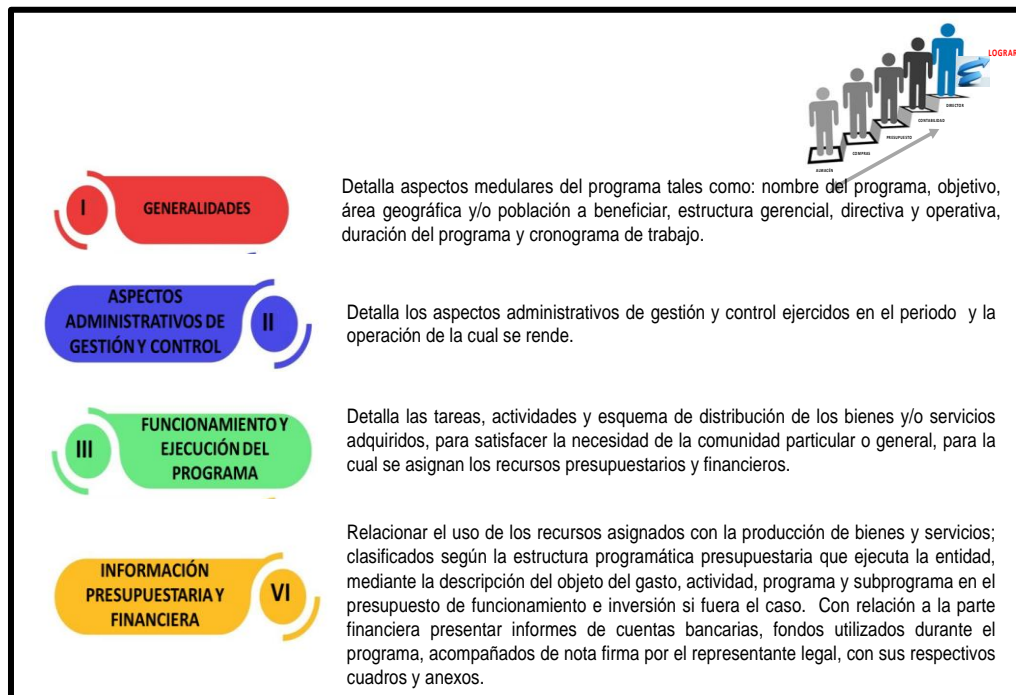 LOGRAR
DIRECTOR
CONTABILIDAD
PRESUPUESTO
COMPRAS
ALMACÉN
I
GENERALIDADES
Detalla aspectos medulares del programa tales como: nombre del programa, objetivo,
área geográfica y/o población a beneficiar, estructura gerencial, directiva y operativa,
duración del programa y cronograma de trabajo.
ASPECTOS
ADMINISTRATIVOS DE
GESTIÓN Y CONTROL
II
Detalla los aspectos administrativos de gestión y control ejercidos en el periodo y la
operación de la cual se rende.
III
FUNCIONAMIENTO Y
EJECUCIÓN DEL
PROGRAMA
Detalla las tareas, actividades y esquema de distribución de los bienes y/o servicios
adquiridos, para satisfacer la necesidad de la comunidad particular o general, para la
cual se asignan los recursos presupuestarios y financieros.
INFORMACIÓN
PRESUPUESTARIA Y
FINANCIERA
VI
Relacionar el uso de los recursos asignados con la producción de bienes y servicios;
clasificados según la estructura programática presupuestaria que ejecuta la entidad,
mediante la descripción del objeto del gasto, actividad, programa y subprograma en el
presupuesto de funcionamiento e inversión si fuera el caso. Con relación a la parte
financiera presentar informes de cuentas bancarias, fondos utilizados durante el
programa, acompañados de nota firma por el representante legal, con sus respectivos
cuadros y anexos.